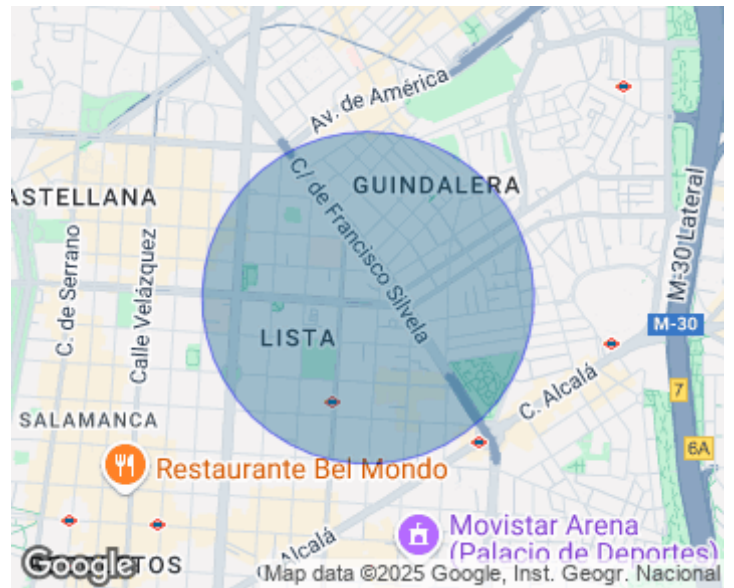 Av. de América
C/ de Francisco Silvela
GUINDALERA
ASTELLANA
C. de Serrano
Calle Velázquez
M-30 Lateral
M-30
LISTA
C. Alcalá
7
SALAMANCA
6A
Restaurante Bel Mondo
Movistar Arena
(Palacio de Deportes)
Alcalá
Google
TOS
Map data ©2025 Google, Inst. Geogr. Nacional